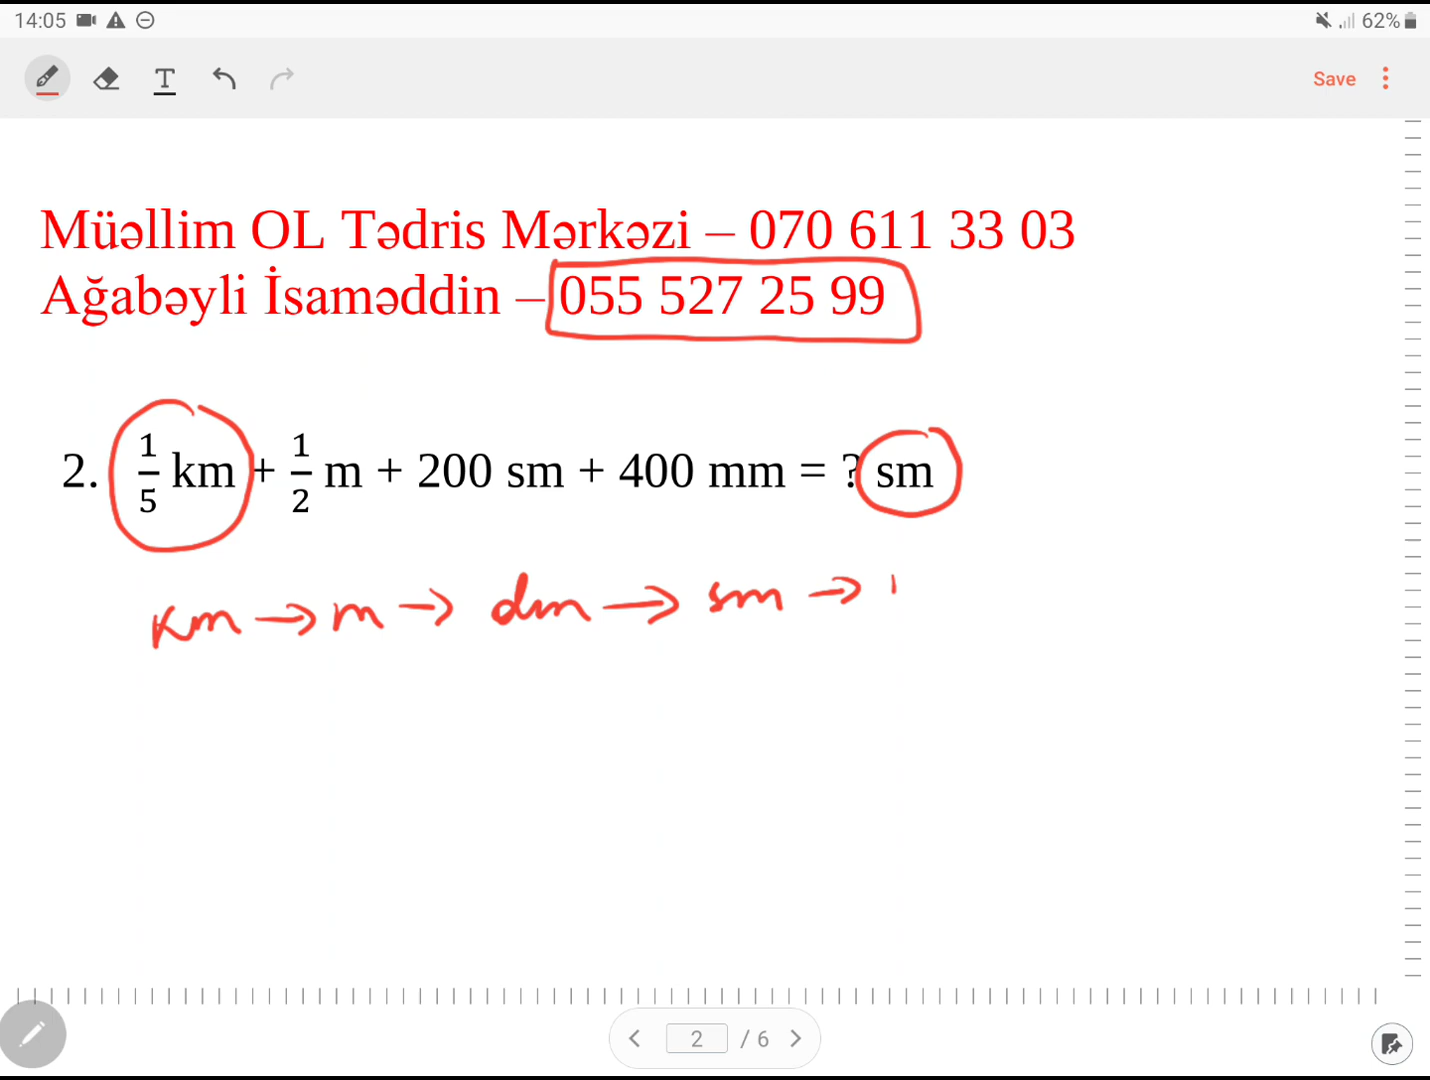 14:05 62%
Save
Müəllim OL Tədris Mərkəzi – 070 611 33 03
Ağabəyli İsaməddin – 055 527 25 99
2. 1/5 km + 1/2 m + 200 sm + 400 mm = ? sm
km → m → dm → sm →
2 / 6